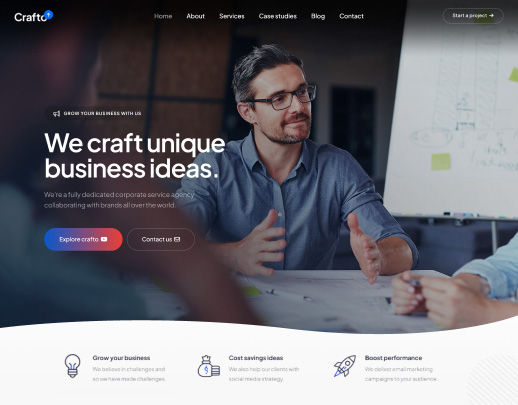 Crafto
Home About Services Case studies Blog Contact
Start a project
GROW YOUR BUSINESS WITH US
We craft unique
business ideas.
We're a fully dedicated corporate service agency
collaborating with brands all over the world.
Explore crafto Contact us
Grow your business Cost savings ideas Boost performance
We believe in challenges and We also help our clients with We deliver email marketing
so we have made challenges social media strategy. campaigns to your audience.